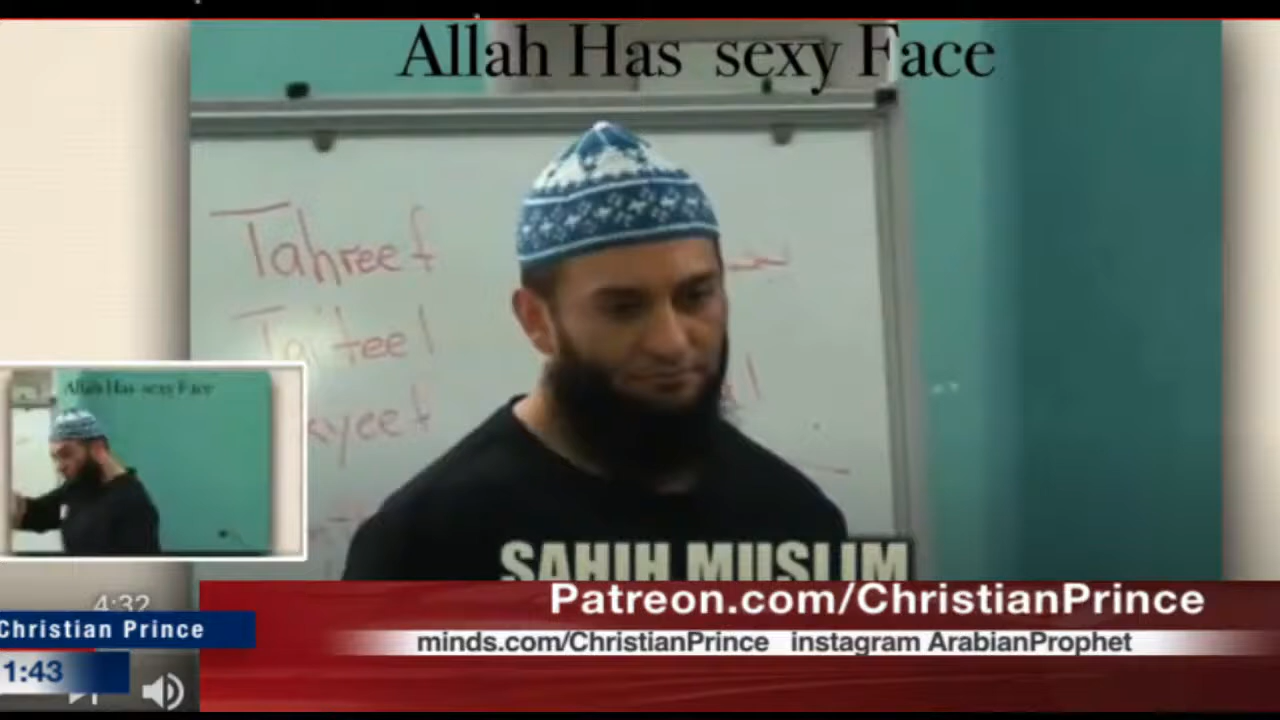 Allah Has sexy Face
Tahreef
Ta'teel
kyeef
Allah Has sexy Face
SAHIH MUSLIM
4:32
Christian Prince
1:43
Patreon.com/ChristianPrince
minds.com/ChristianPrince instagram ArabianProphet